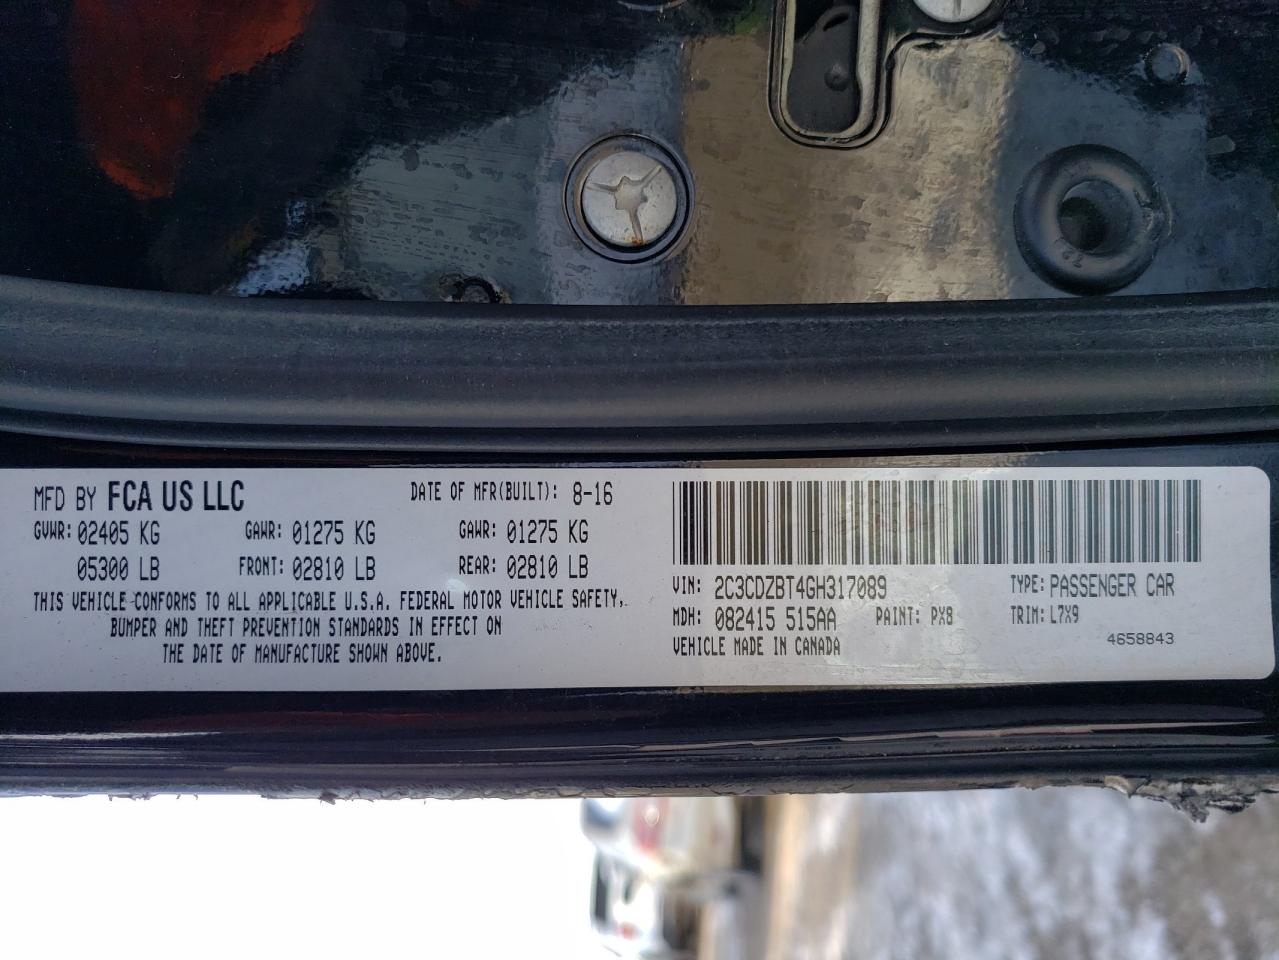 MFD BY FCA US LLC DATE OF MFR(BUILT): 8-16
GVWR: 02405 KG GAWR: 01275 KG GAWR: 01275 KG
05300 LB FRONT: 02810 LB REAR: 02810 LB
THIS VEHICLE CONFORMS TO ALL APPLICABLE U.S.A. FEDERAL MOTOR VEHICLE SAFETY,
BUMPER AND THEFT PREVENTION STANDARDS IN EFFECT ON
THE DATE OF MANUFACTURE SHOWN ABOVE.
VIN: 2C3CDZBT4GH317089 TYPE: PASSENGER CAR
MDH: 082415 515AA PAINT: PX8 TRIM: L7X9
VEHICLE MADE IN CANADA 4658843